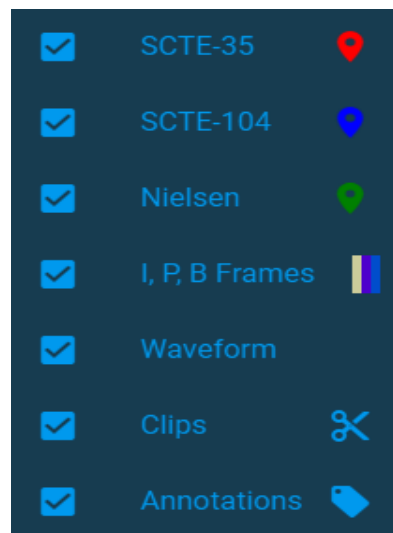 SCTE-35
SCTE-104
Nielsen
I, P, B Frames
Waveform
Clips
Annotations